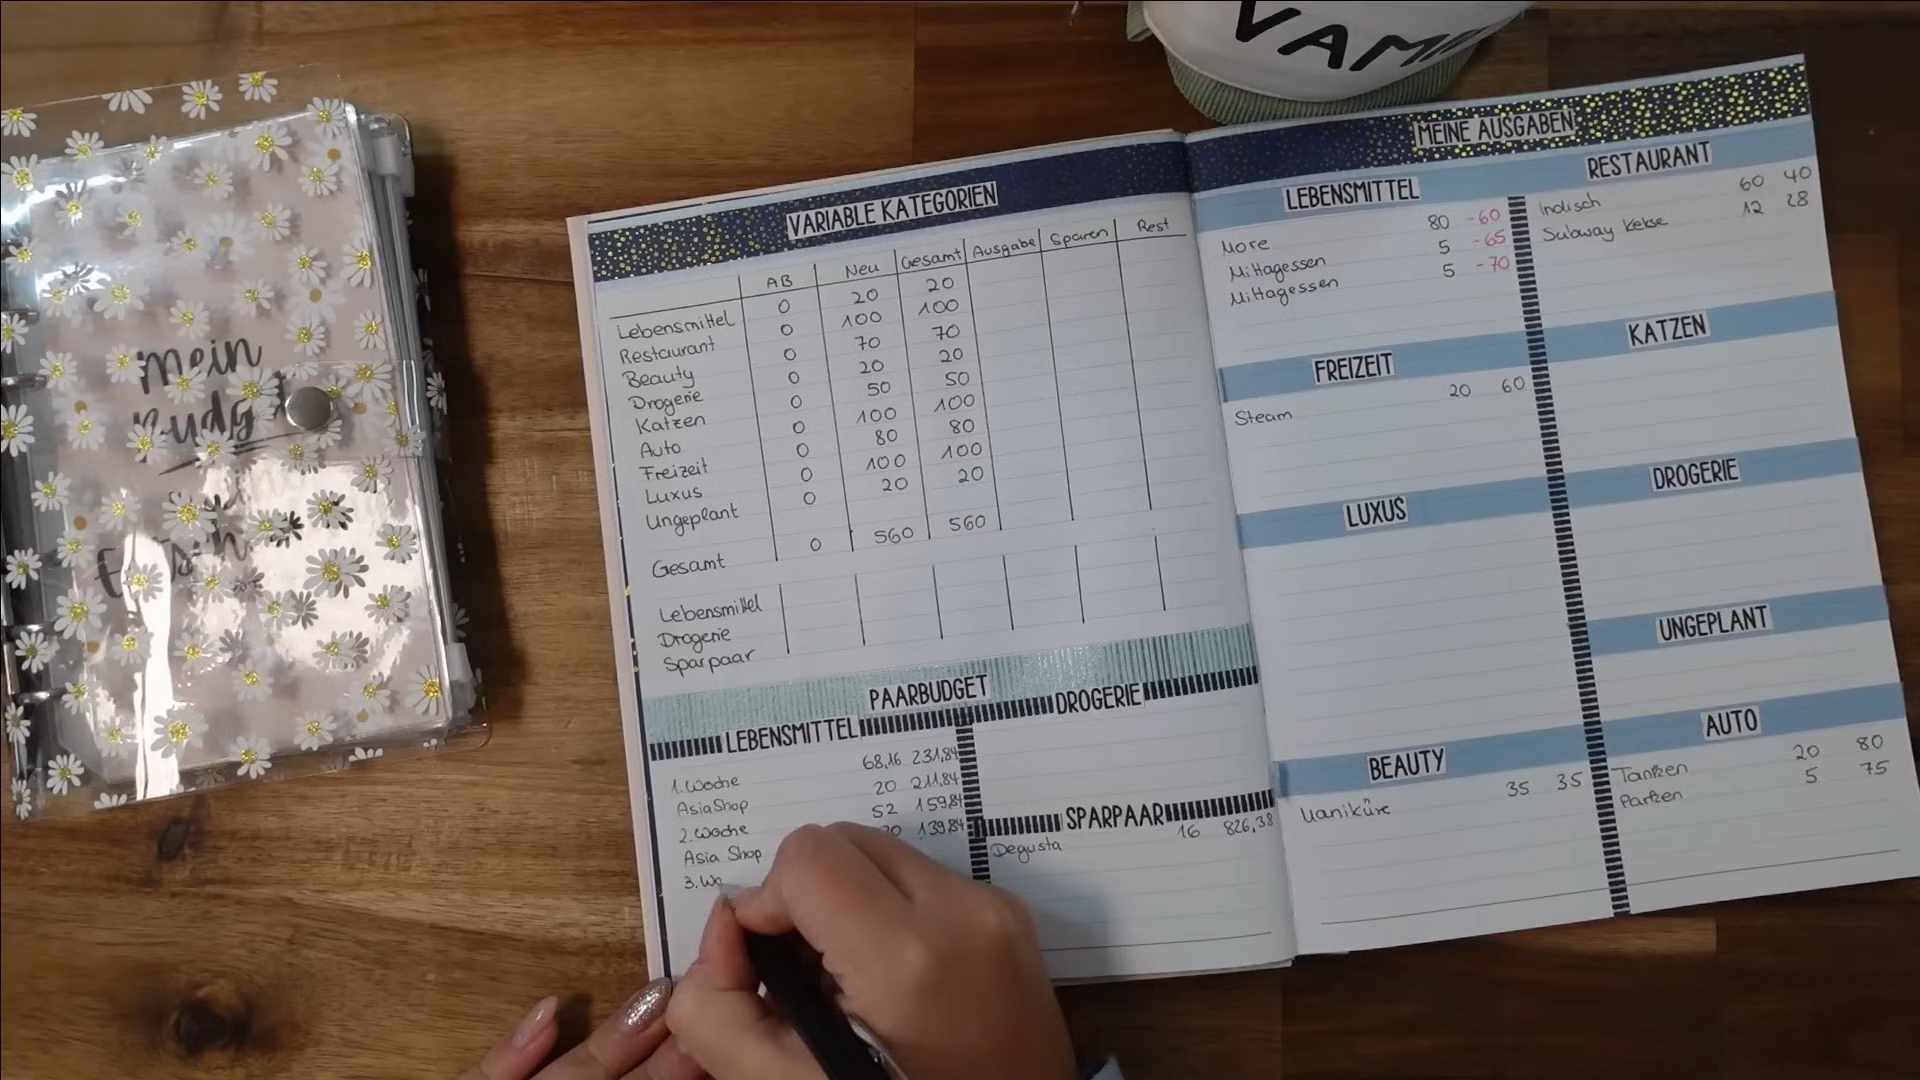 VAM
mein
Budget
VARIABLE KATEGORIEN
AB Neu Gesamt Ausgabe Sparen Rest
Lebensmittel 0 20 20
Restaurant 0 100 100
Beauty 0 70 70
Drogerie 0 20 20
Katzen 0 50 50
Auto 0 100 100
Freizeit 0 80 80
Luxus 0 100 100
Ungeplant 0 20 20
Gesamt 0 560 560
Lebensmittel
Drogerie
Sparpaar
PAARBUDGET
LEBENSMITTEL
1. Woche 68,16 231,84
AsiaShop 20 211,84
2. Woche 52 159,84
Asia Shop 20 139,84
3. Wo
DROGERIE
SPARPAAR
Degusta 16 826,38
MEINE AUSGABEN
LEBENSMITTEL
More 80 -60
Mittagessen 5 -65
Mittagessen 5 -70
FREIZEIT
Steam 20 60
LUXUS
BEAUTY
Maniküre 35 35
RESTAURANT
Indisch 60 40
Subway Kekse 12 28
KATZEN
DROGERIE
UNGEPLANT
AUTO
Tanken 20 80
Parken 5 75